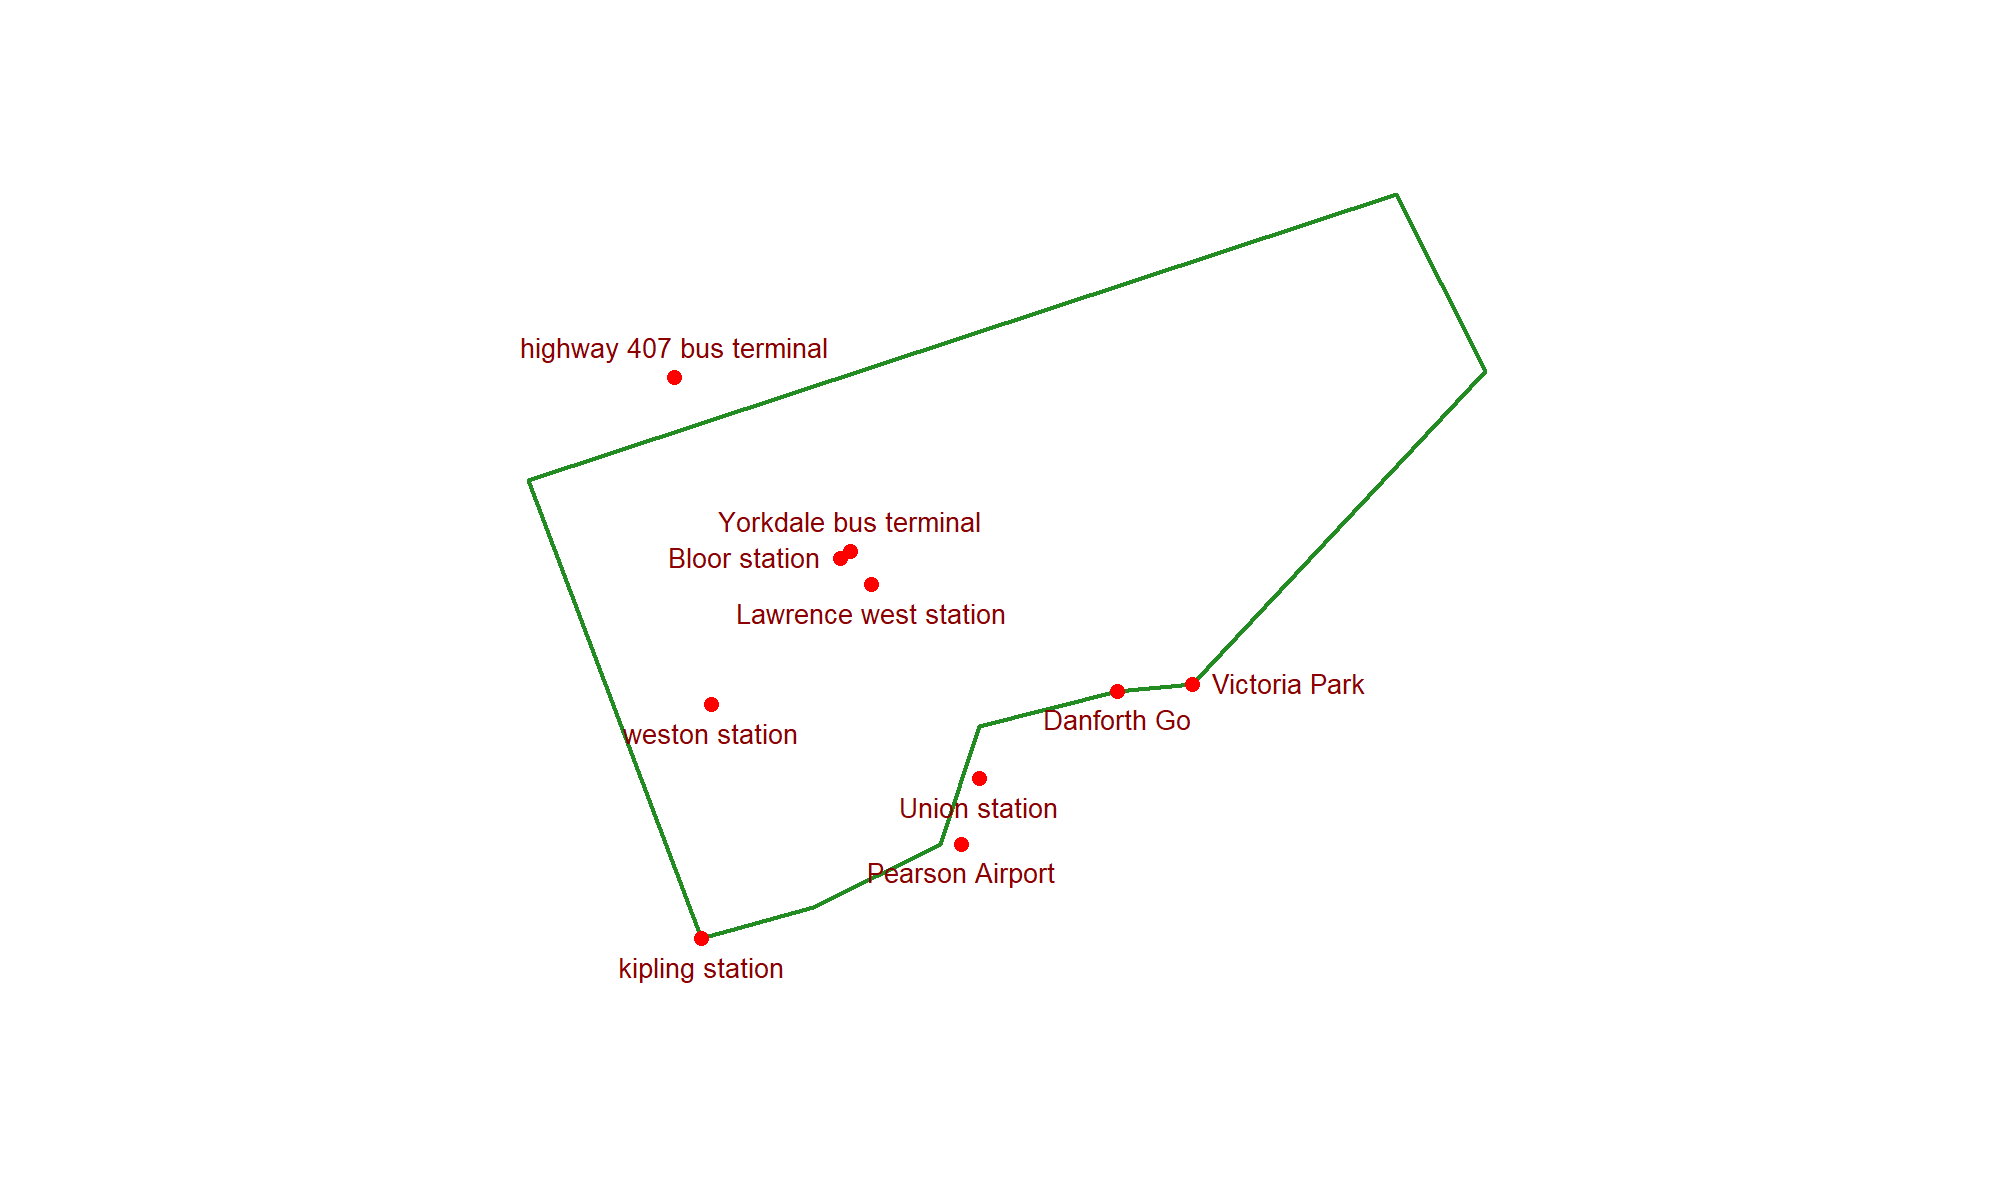 highway 407 bus terminal
Yorkdale bus terminal
Bloor station
Lawrence west station
Victoria Park
Danforth Go
weston station
Union station
Pearson Airport
kipling station